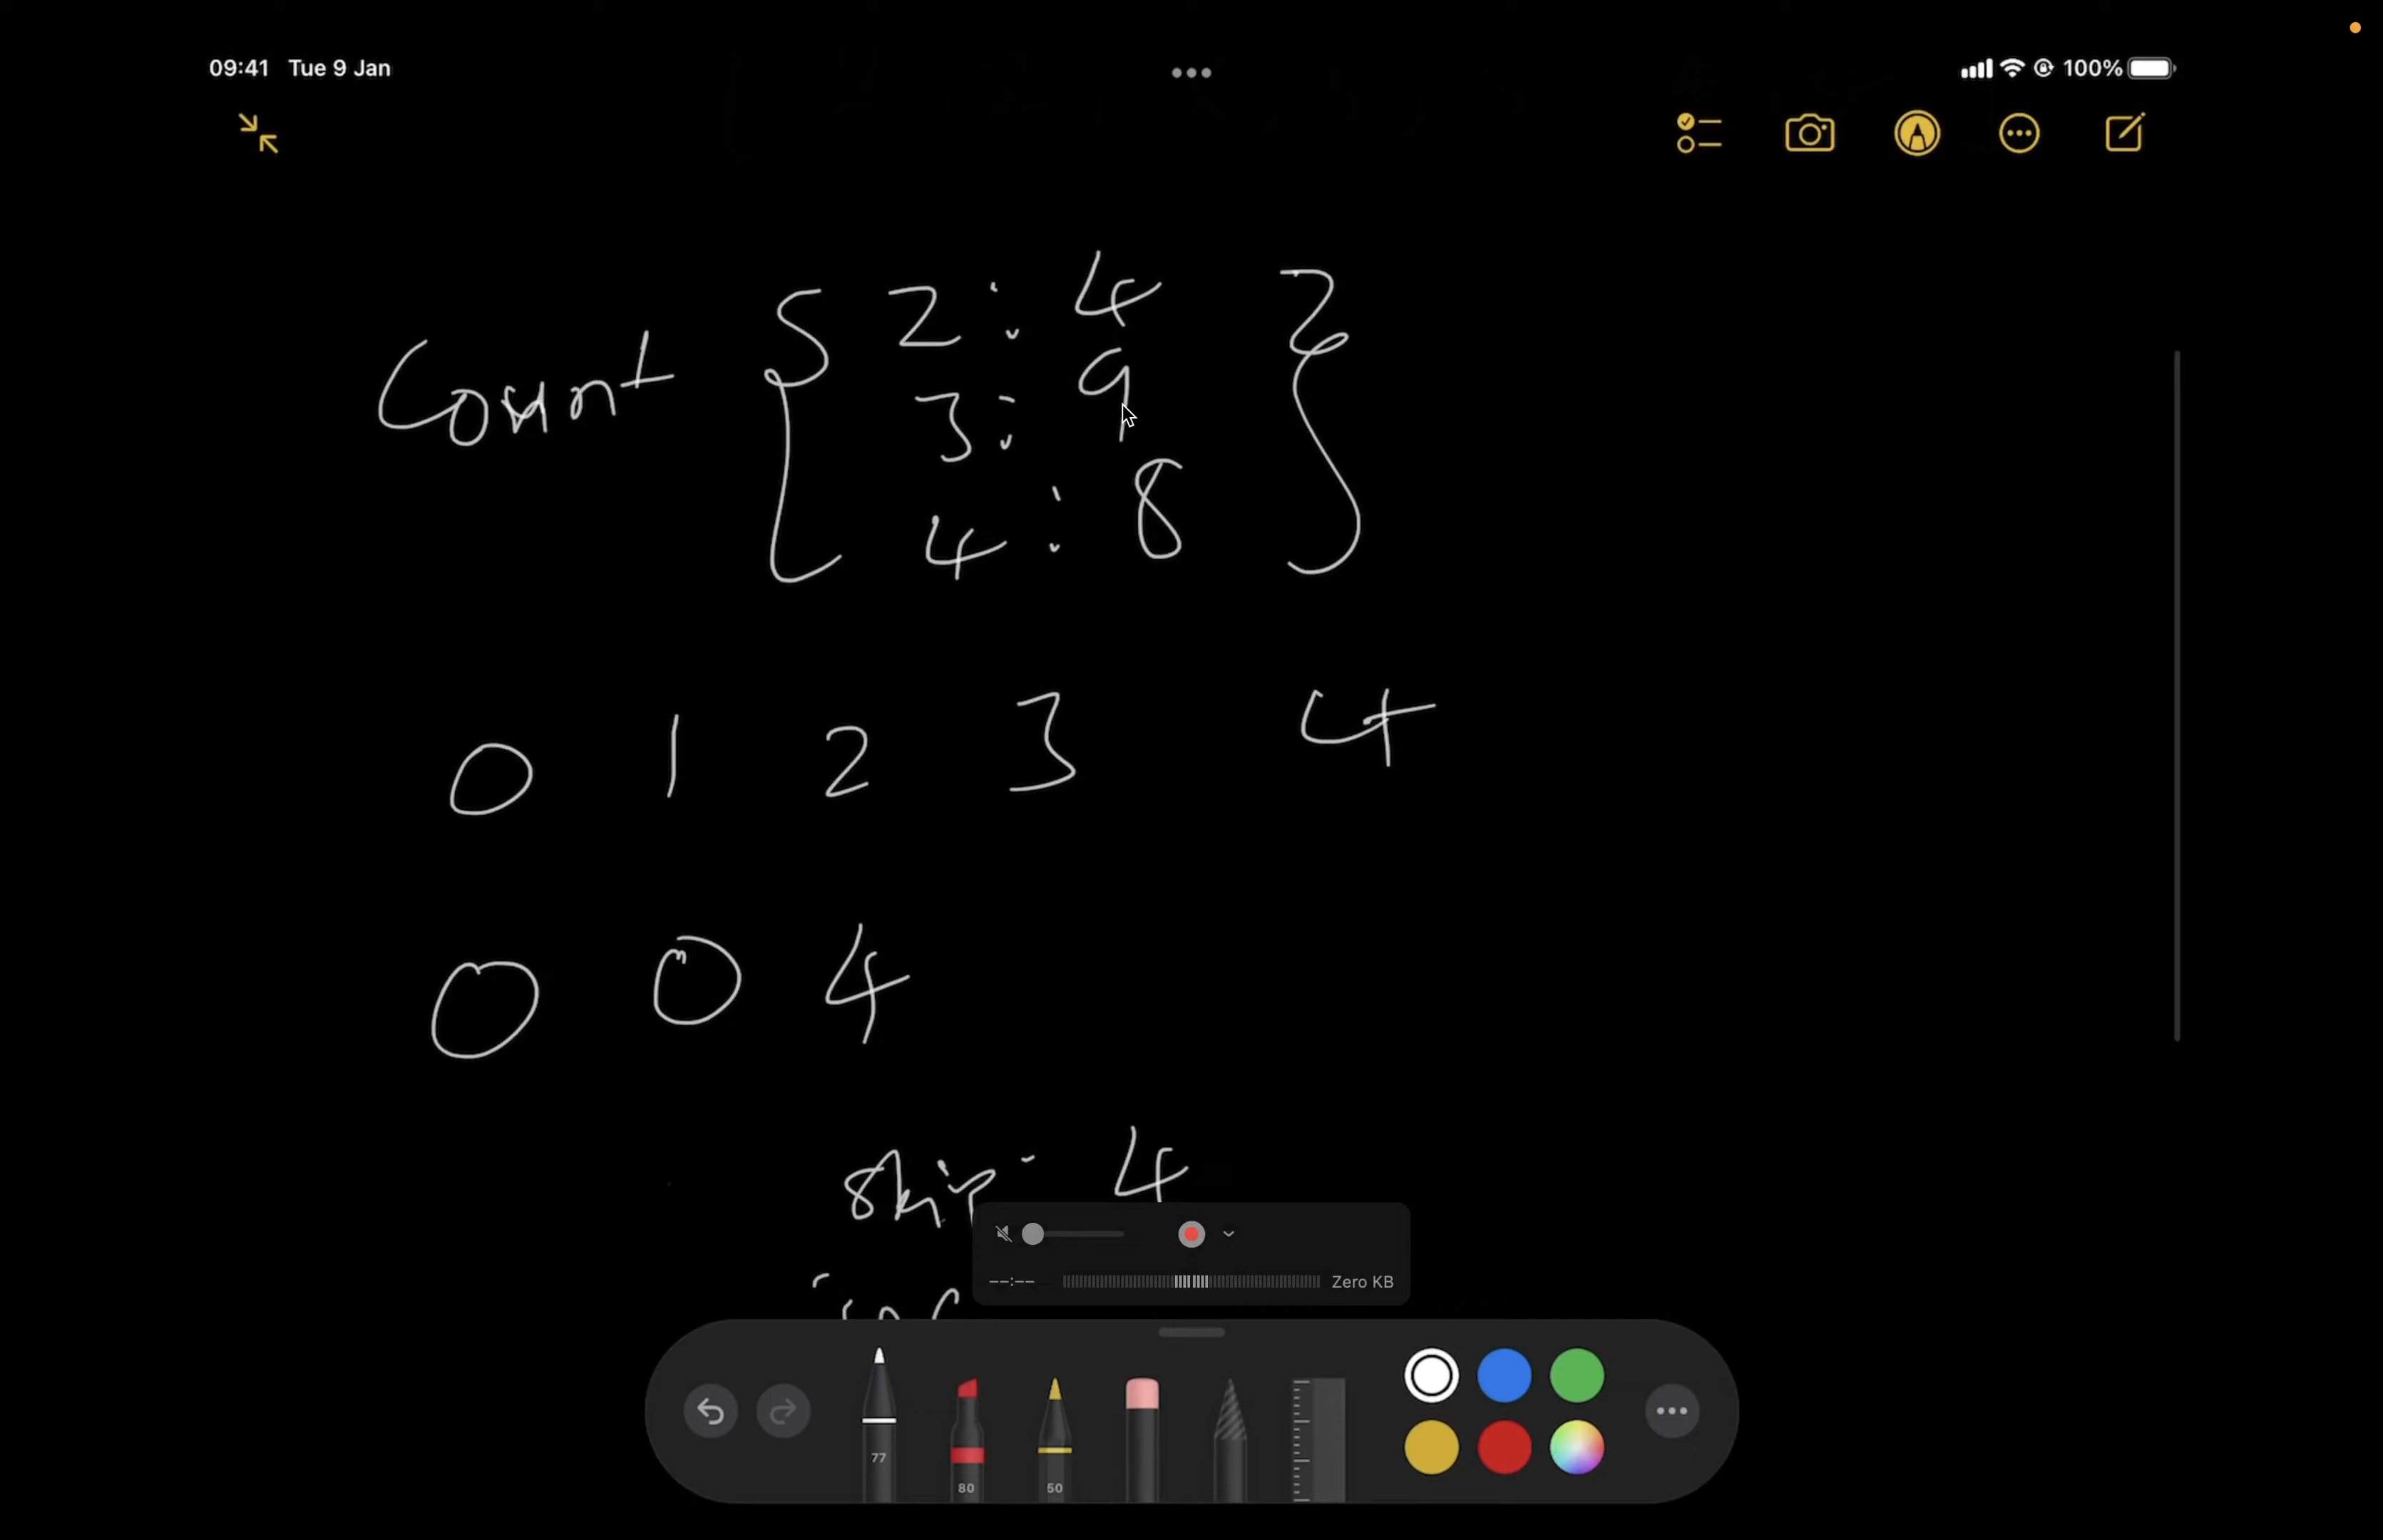 09:41 Tue 9 Jan 100%
Count { 2 : 4 }
3 : 9
4 : 8
0 1 2 3 4
0 0 4
skip - 4
--:-- Zero KB
77 80 50